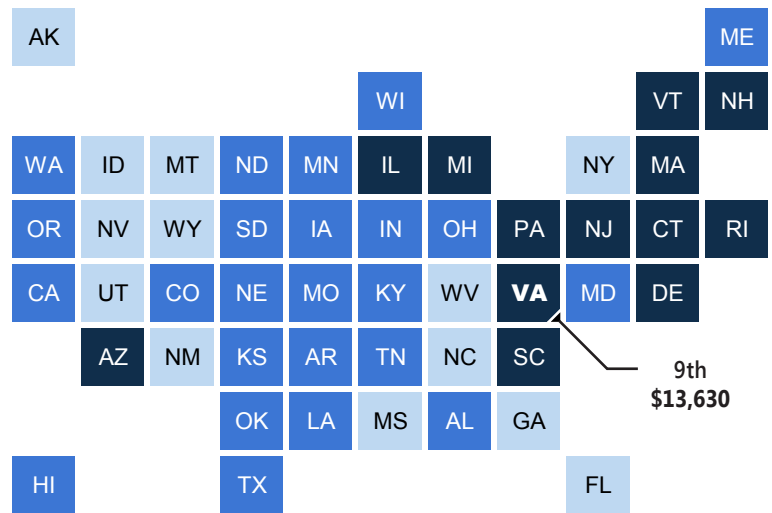 AK ME
WI VT NH
WA ID MT ND MN IL MI NY MA
OR NV WY SD IA IN OH PA NJ CT RI
CA UT CO NE MO KY WV VA MD DE
AZ NM KS AR TN NC SC
9th
$13,630
OK LA MS AL GA
HI TX FL